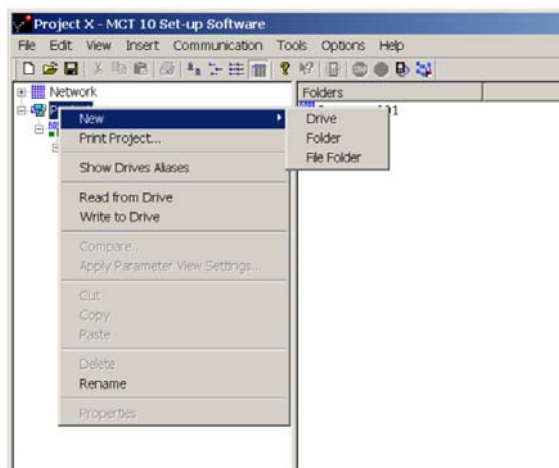 Project X - MCT 10 Set-up Software
File Edit View Insert Communication Tools Options Help
Network
Folders
New
Print Project...
Show Drives Aliases
Read from Drive
Write to Drive
Compare..
Apply Parameter View Settings...
Cut
Copy
Paste
Delete
Rename
Properties
Drive
Folder
File Folder